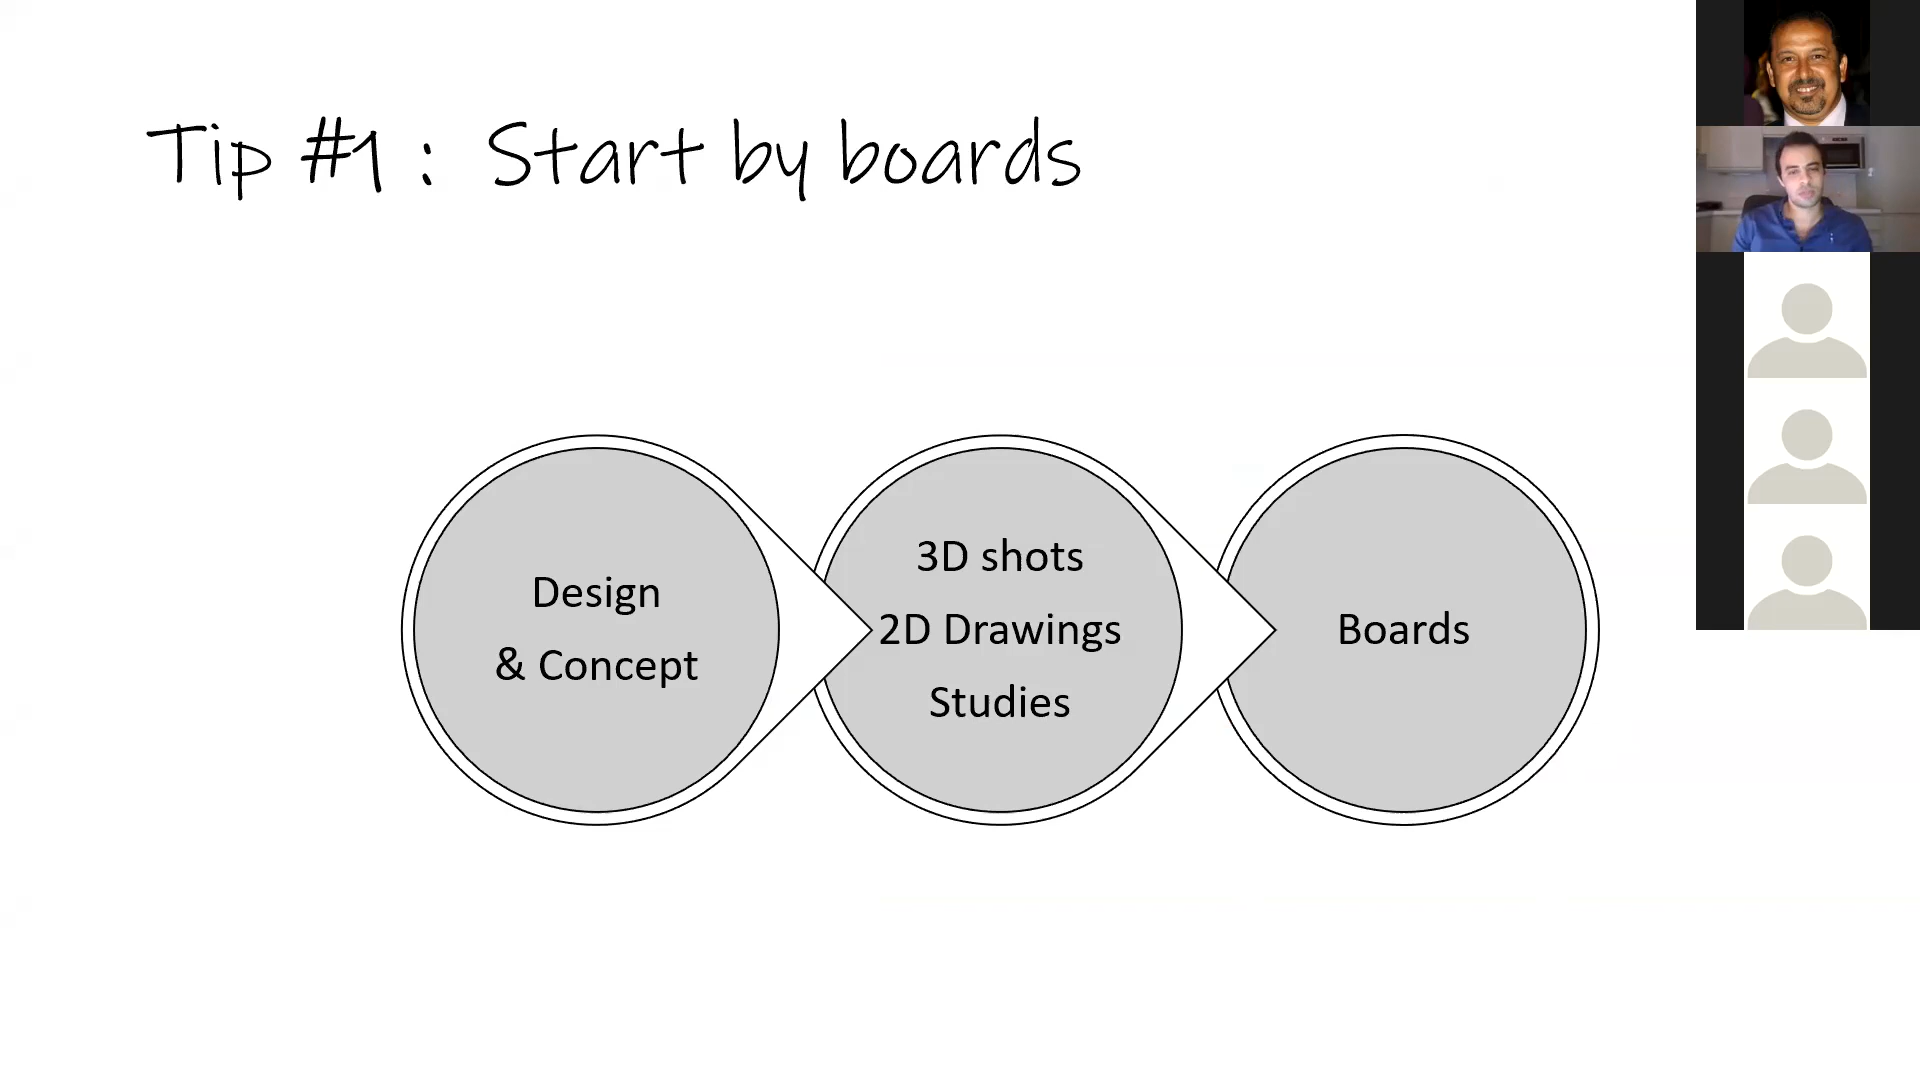 Tip #1 : Start by boards
Design
& Concept
3D shots
2D Drawings
Studies
Boards